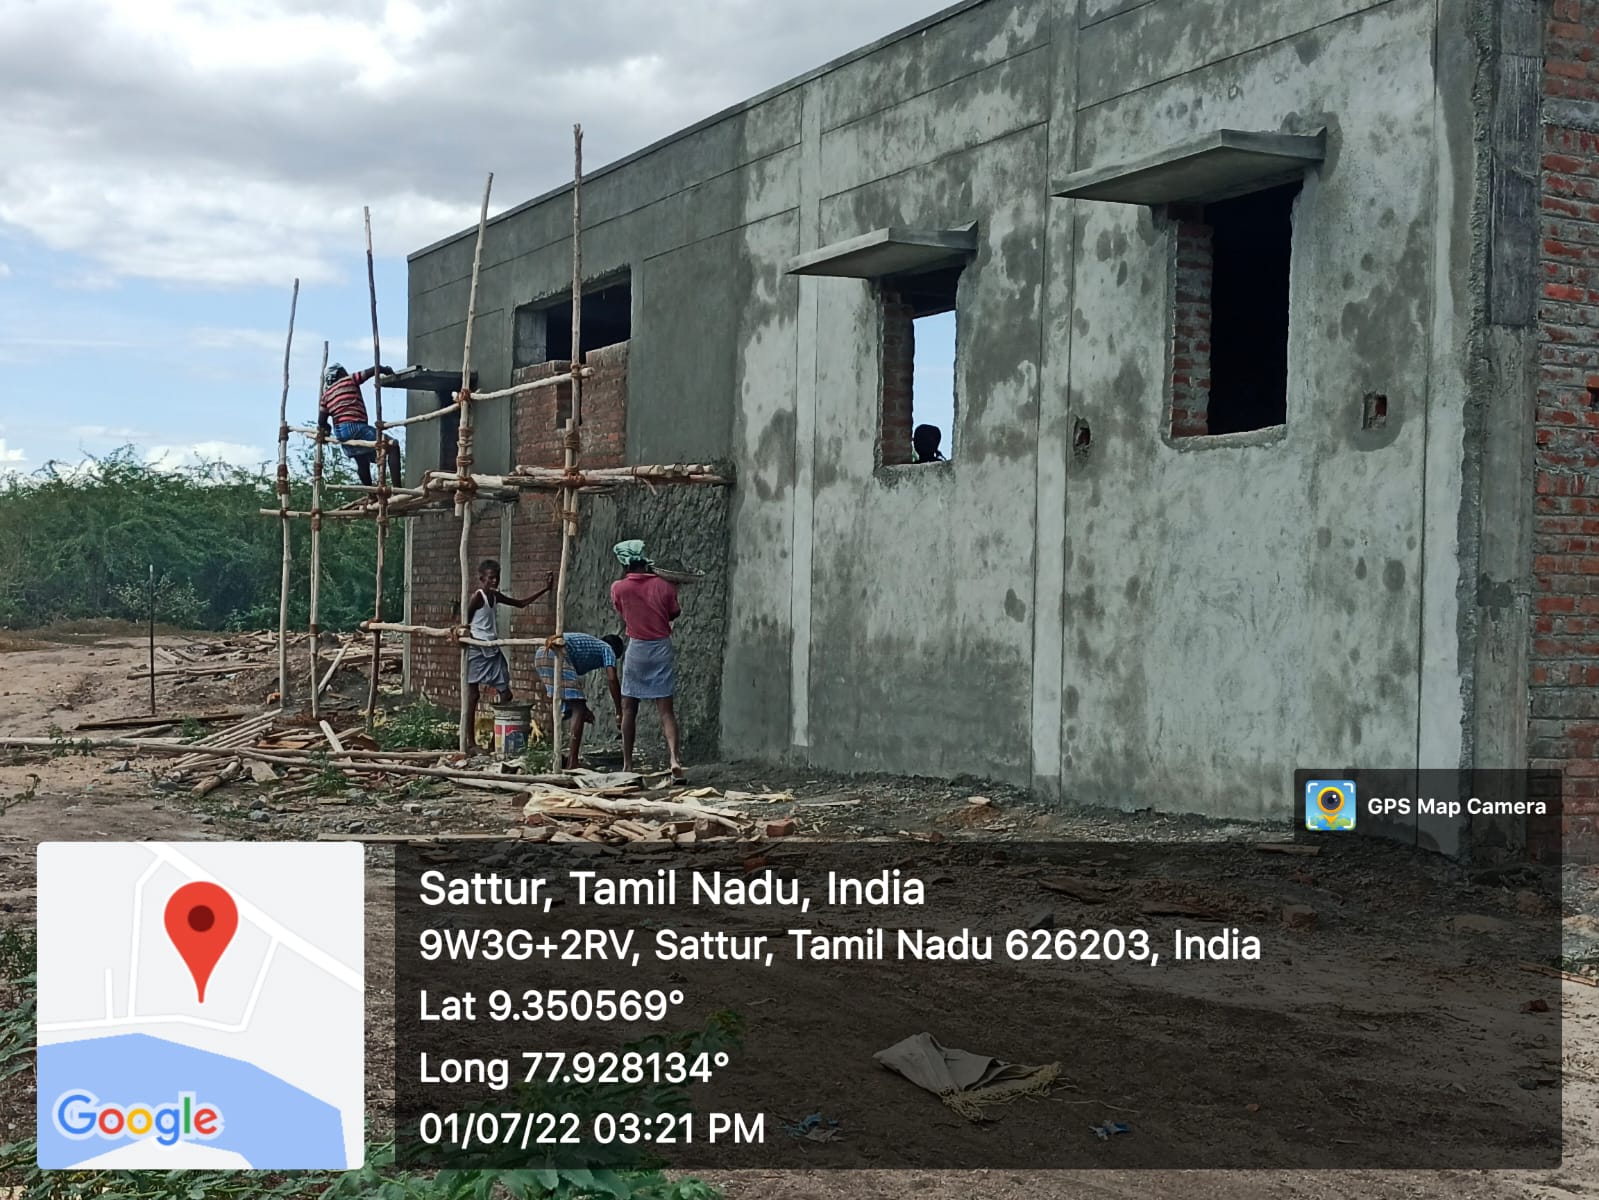 GPS Map Camera
Sattur, Tamil Nadu, India
9W3G+2RV, Sattur, Tamil Nadu 626203, India
Lat 9.350569°
Long 77.928134°
01/07/22 03:21 PM
Google